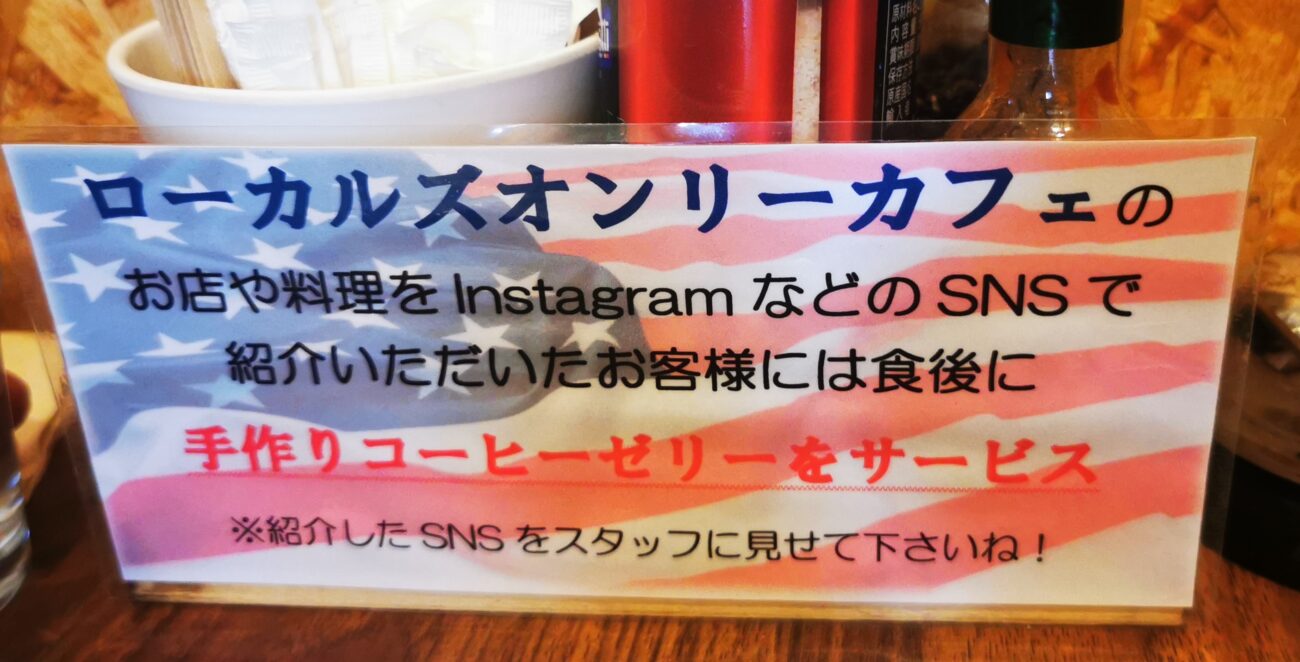 ローカルズオンリーカフェの
お店や料理をInstagramなどのSNSで
紹介いただいたお客様には食後に
手作りコーヒーゼリーをサービス
※紹介したSNSをスタッフに見せて下さいね！